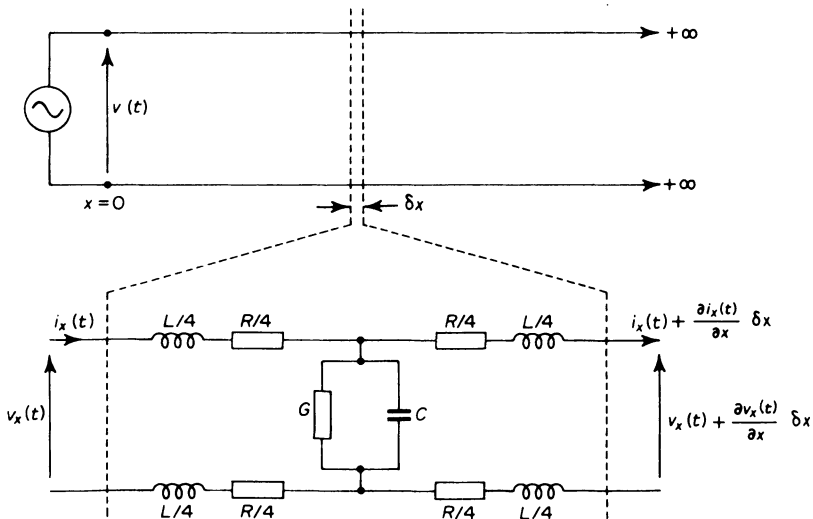 +∞
v(t)
+∞
x=0
δx
i_x(t)
L/4
R/4
R/4
L/4
i_x(t) + ∂i_x(t)/∂x δx
v_x(t)
G
C
v_x(t) + ∂v_x(t)/∂x δx
L/4
R/4
R/4
L/4